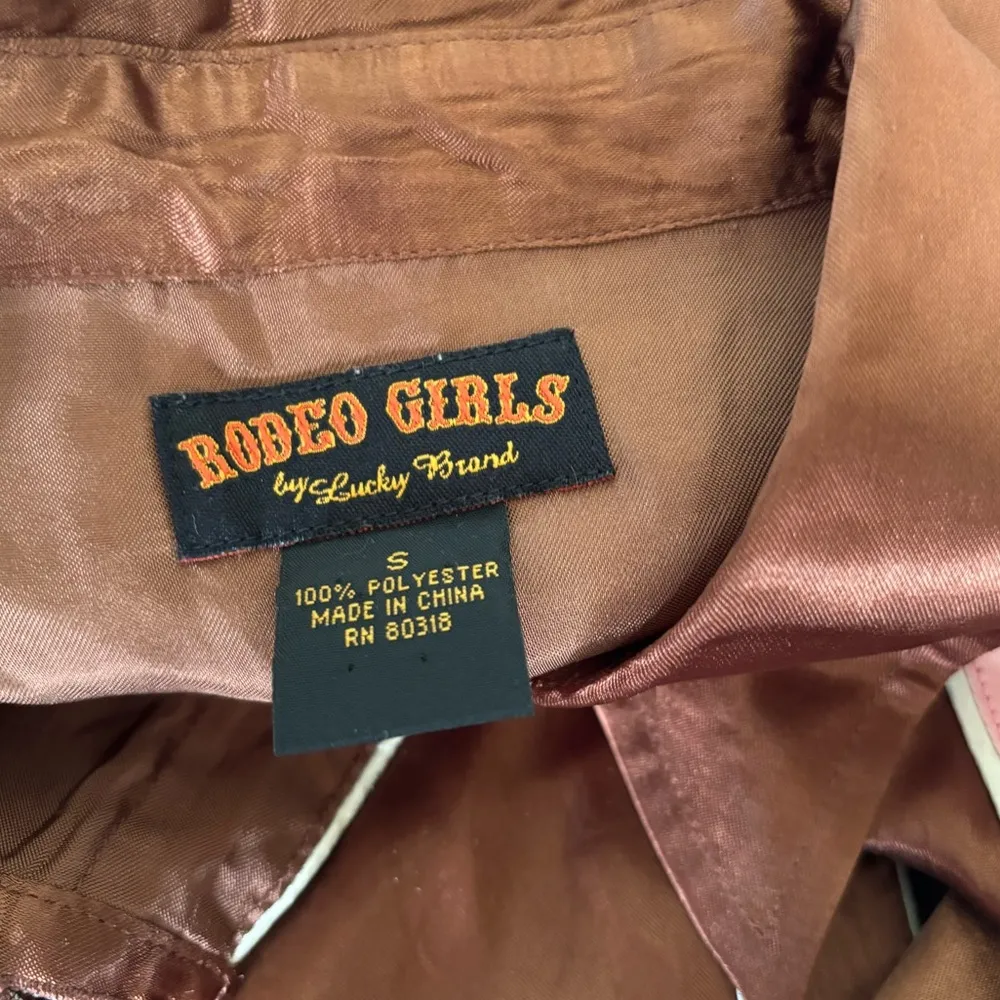 RODEO GIRLS
by Lucky Brand
S
100% POLYESTER
MADE IN CHINA
RN 80318